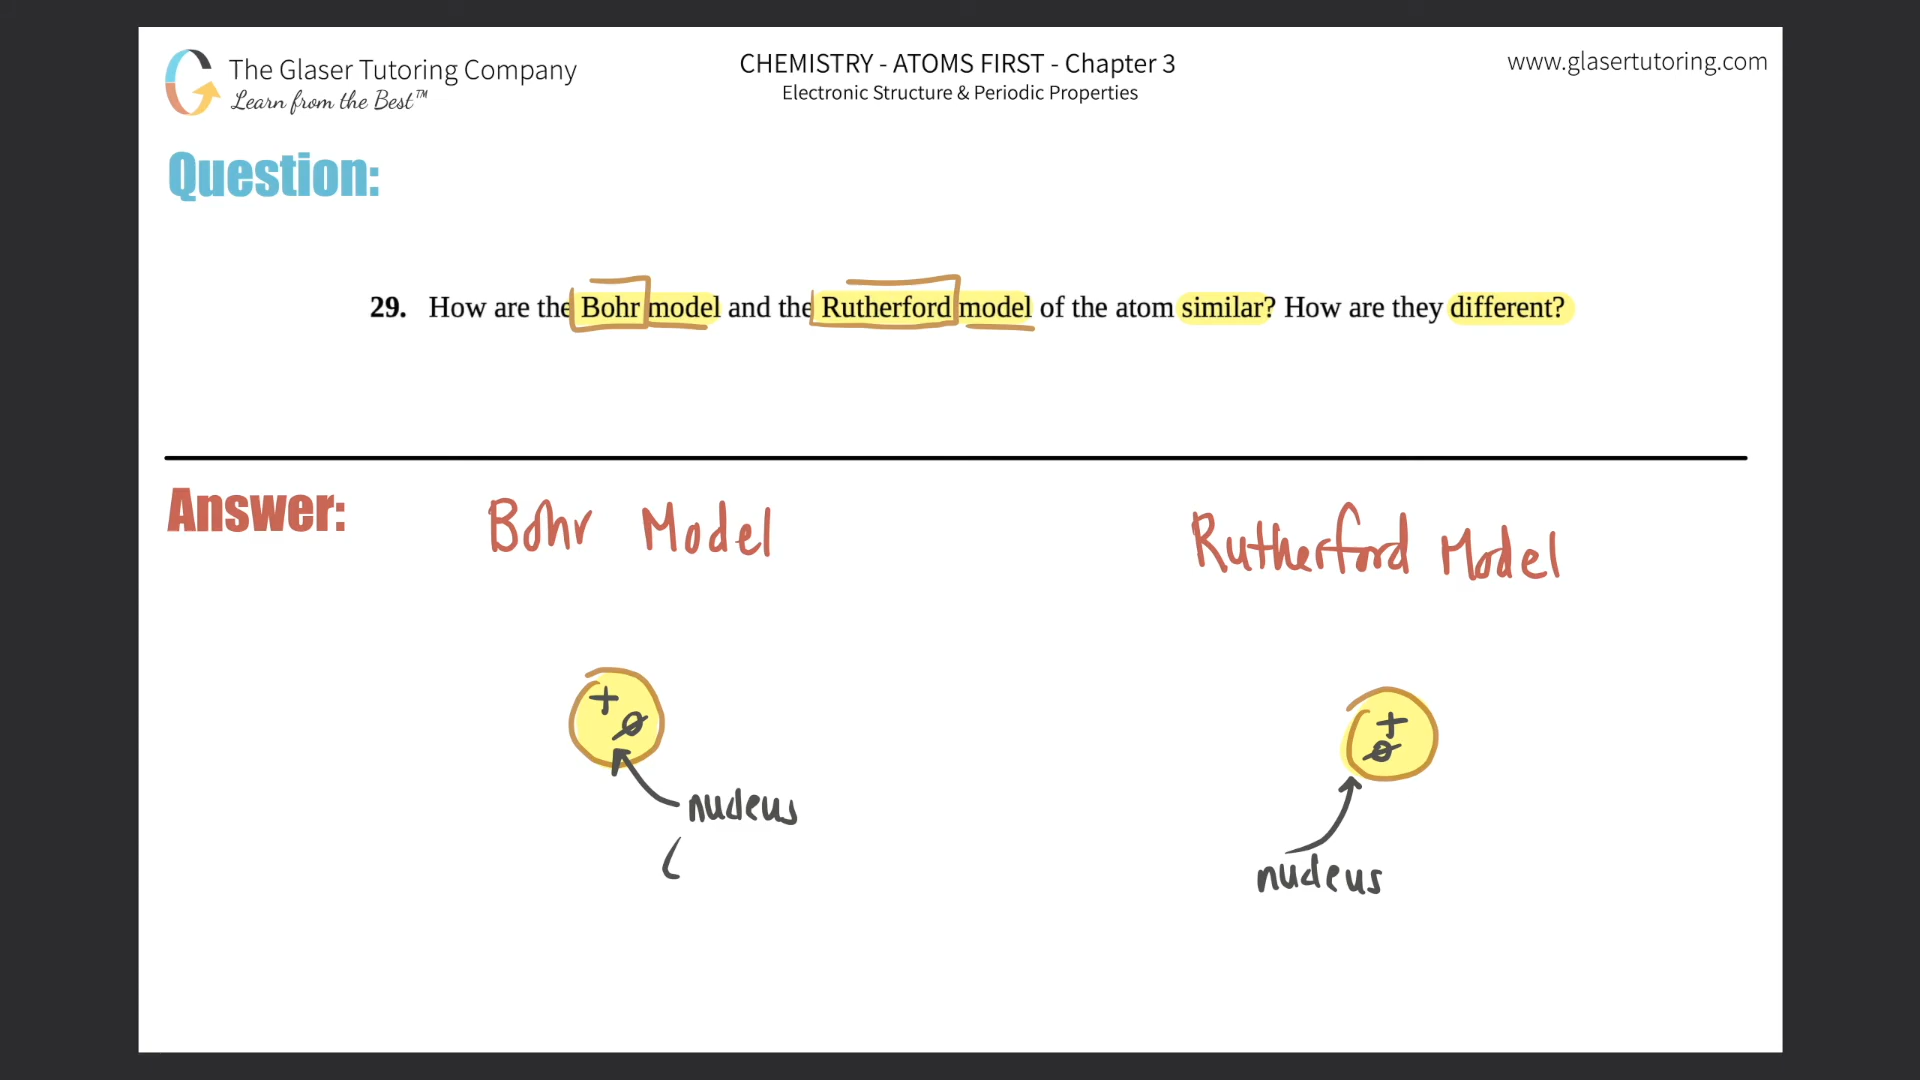 The Glaser Tutoring Company
Learn from the Best™
CHEMISTRY - ATOMS FIRST - Chapter 3
Electronic Structure & Periodic Properties
www.glasertutoring.com
Question:
29. How are the Bohr model and the Rutherford model of the atom similar? How are they different?
Answer:
Bohr Model
Rutherford Model
+
Ø
nucleus
(
+
Ø
nucleus